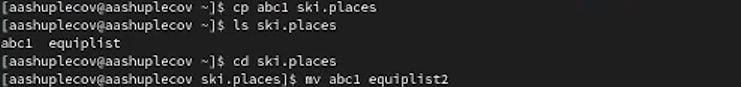 [aashuplecov@aashuplecov ~]$ cp abc1 ski.places
[aashuplecov@aashuplecov ~]$ ls ski.places
abc1  equiplist
[aashuplecov@aashuplecov ~]$ cd ski.places
[aashuplecov@aashuplecov ski.places]$ mv abc1 equiplist2